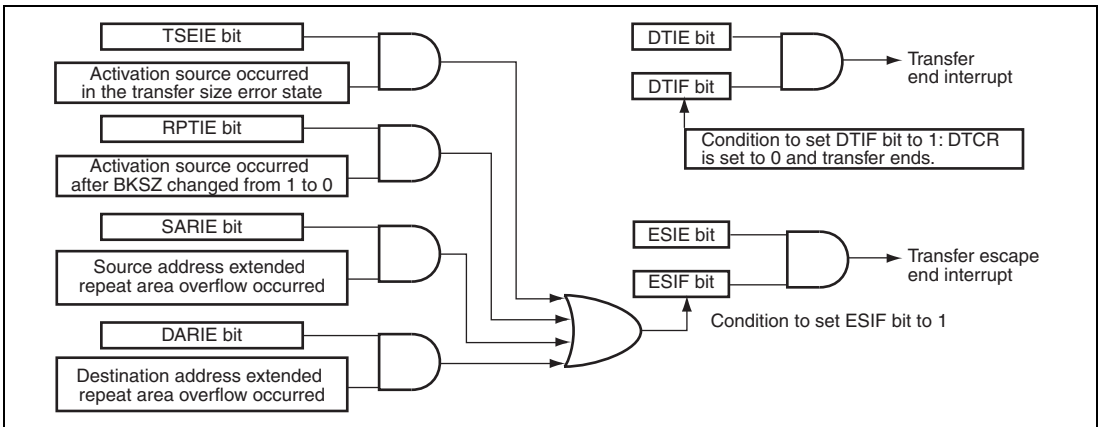 TSEIE bit
Activation source occurred
in the transfer size error state
RPTIE bit
Activation source occurred
after BKSZ changed from 1 to 0
SARIE bit
Source address extended
repeat area overflow occurred
DARIE bit
Destination address extended
repeat area overflow occurred
DTIE bit
DTIF bit
Transfer
end interrupt
Condition to set DTIF bit to 1: DTCR
is set to 0 and transfer ends.
ESIE bit
ESIF bit
Transfer escape
end interrupt
Condition to set ESIF bit to 1